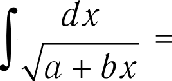 ∫ dx / √(a + bx) =